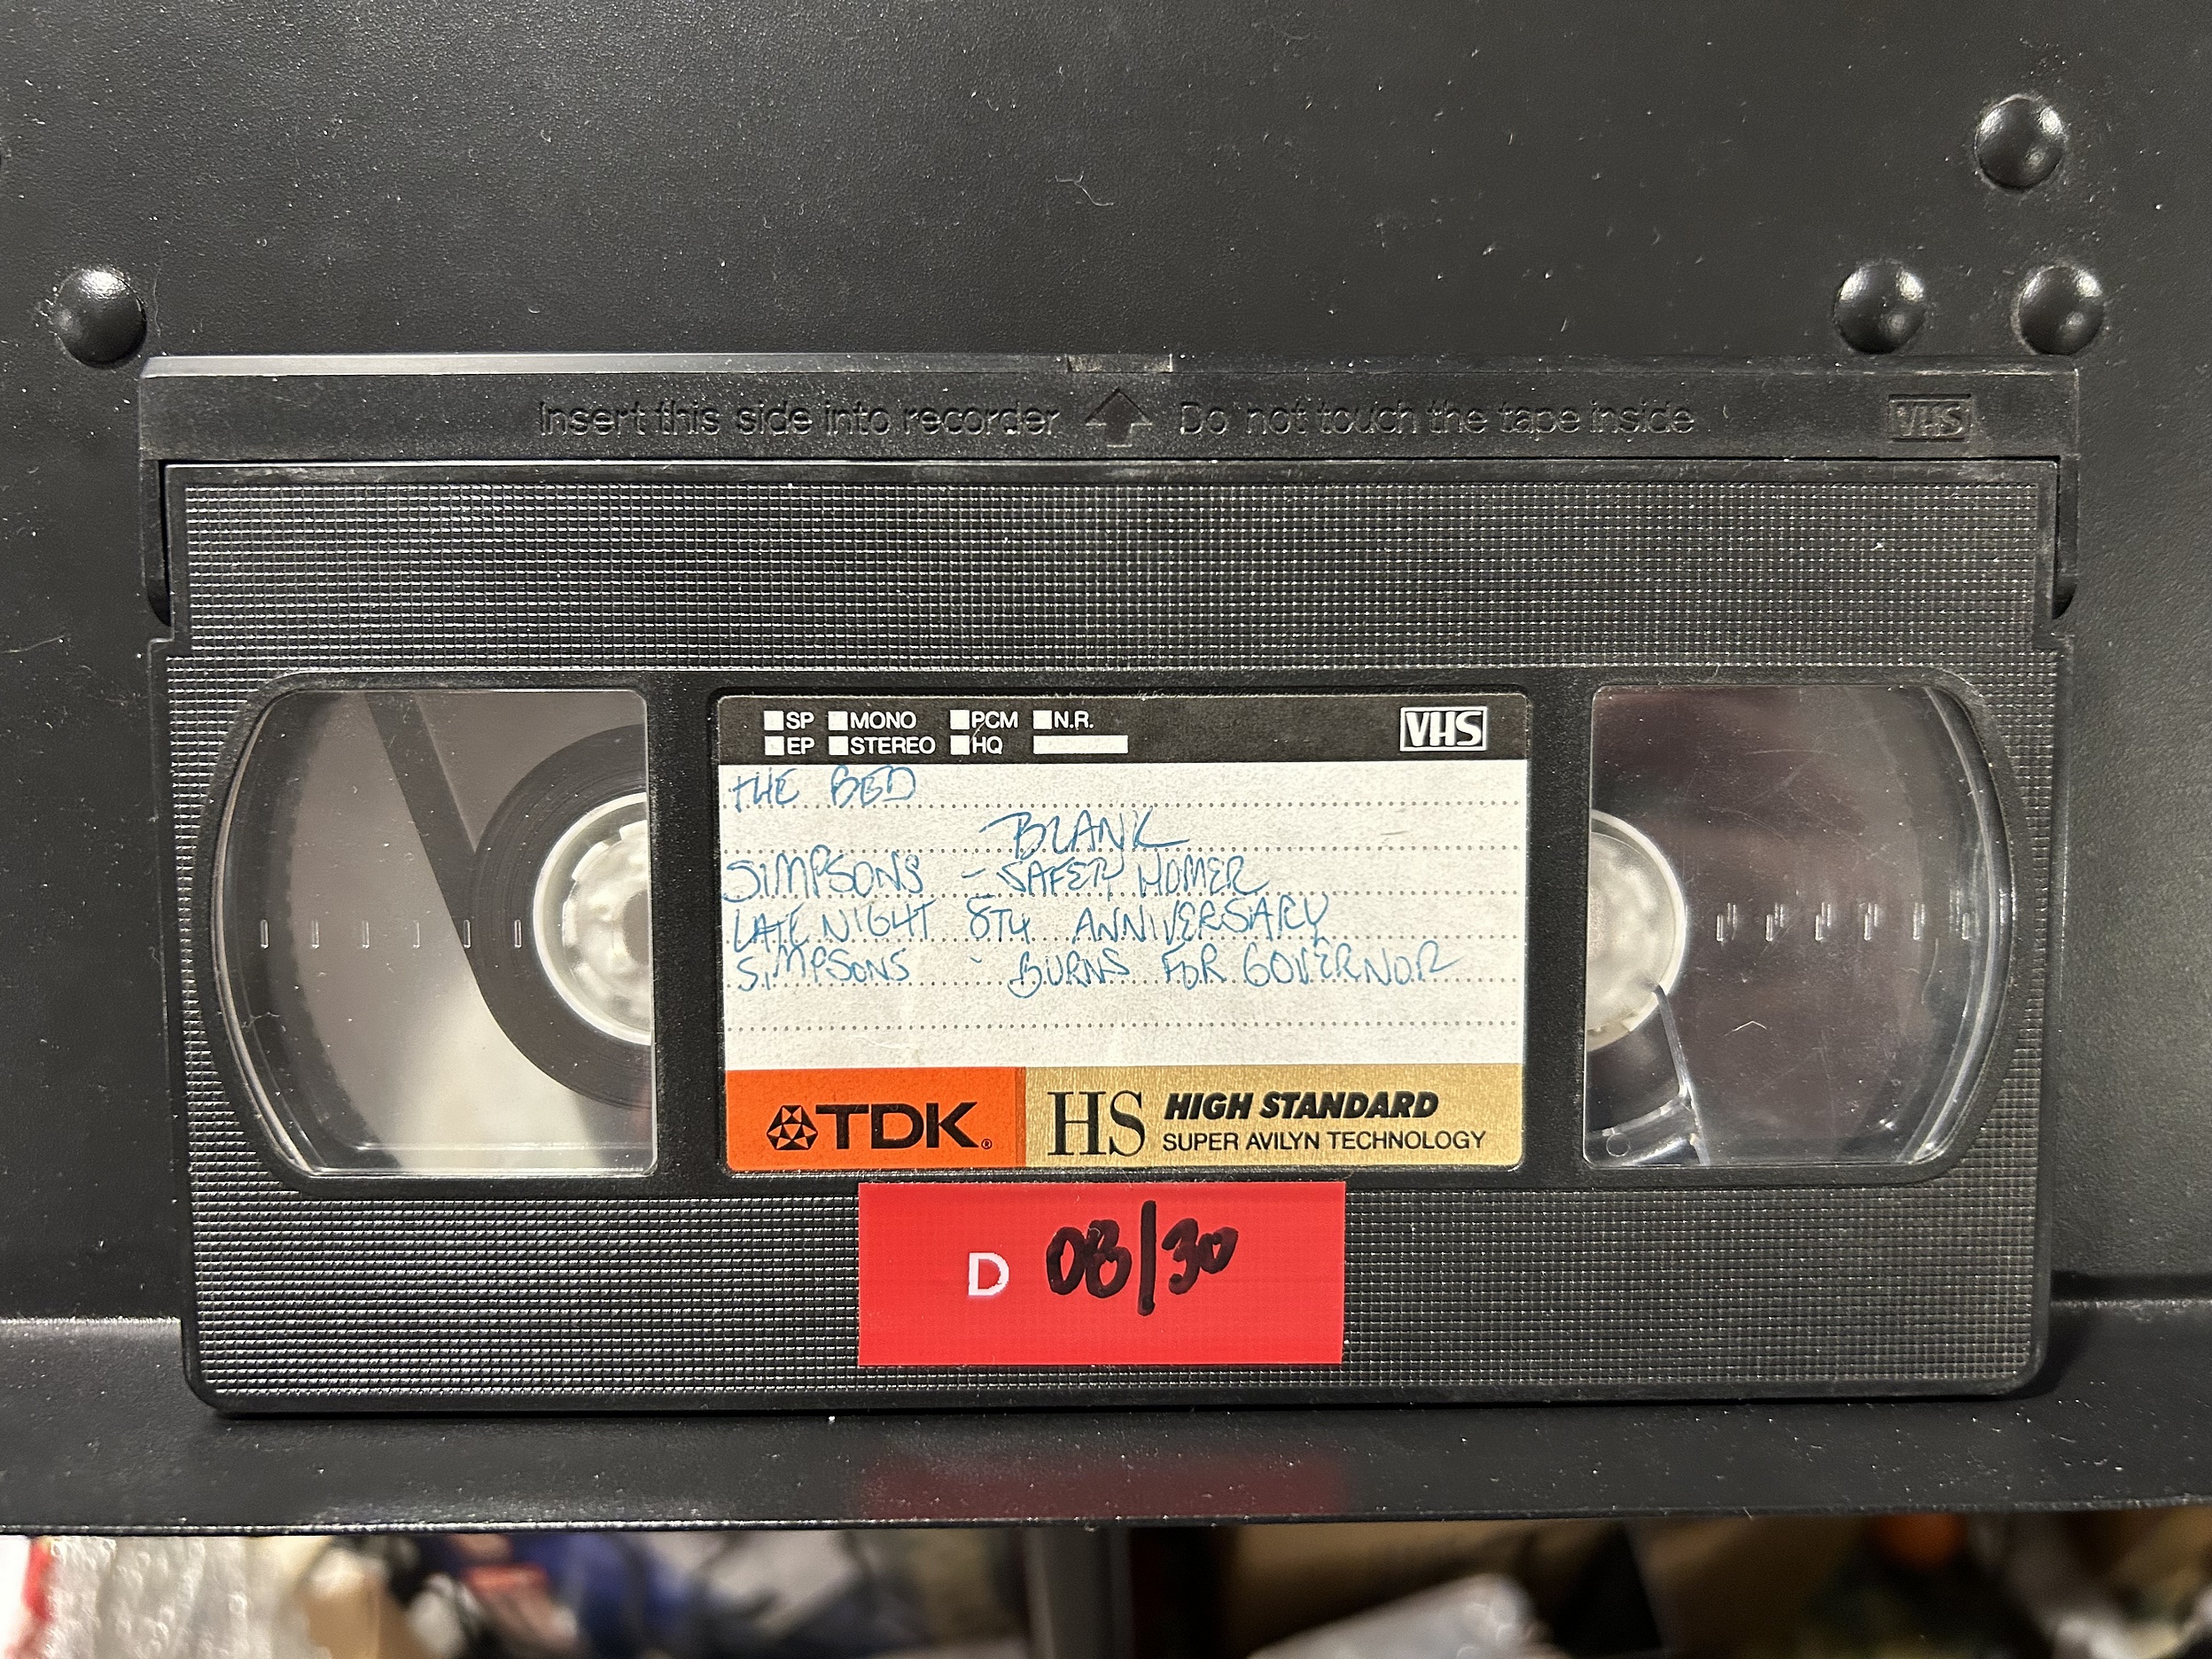 Insert this side into recorder Do not touch the tape inside VHS
SP MONO PCM N.R. VHS
EP STEREO HQ
THE BED
BLANK
SIMPSONS - SAFER HOMER
LATE NIGHT 8TH ANNIVERSARY
SIMPSONS - BURNS FOR GOVERNOR
TDK® HS HIGH STANDARD
SUPER AVILYN TECHNOLOGY
D 08/30